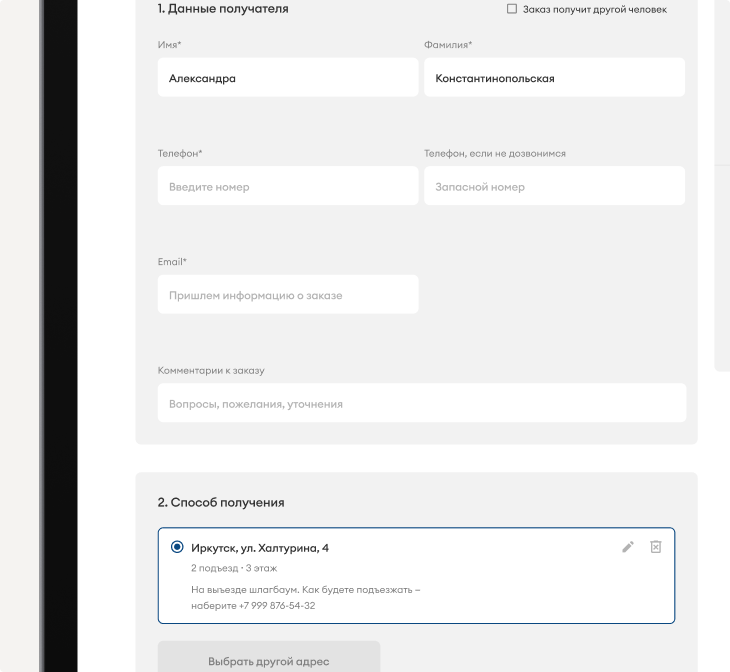 1. Данные получателя
Заказ получит другой человек
Имя*
Фамилия*
Александра
Константинопольская
Телефон*
Телефон, если не дозвонимся
Введите номер
Запасной номер
Email*
Пришлем информацию о заказе
Комментарии к заказу
Вопросы, пожелания, уточнения
2. Способ получения
Иркутск, ул. Халтурина, 4
2 подъезд · 3 этаж
На выъезде шлагбаум. Как будете подъезжать –
наберите +7 999 876-54-32
Выбрать другой адрес